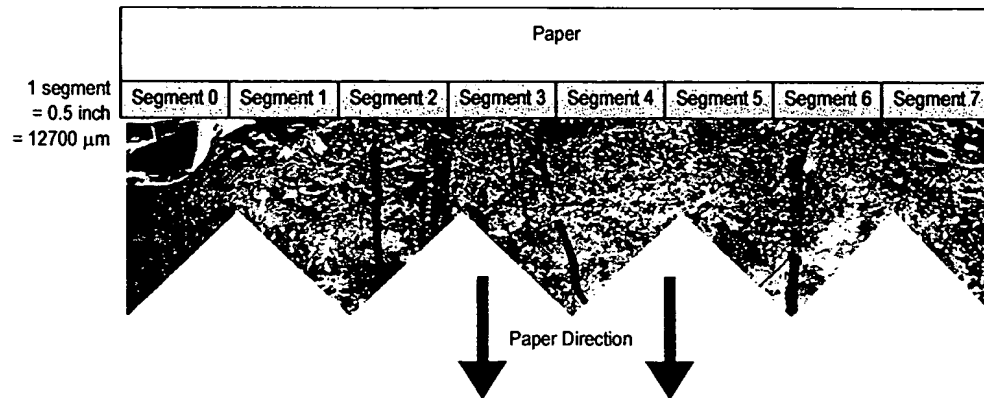 Paper
1 segment
= 0.5 inch
= 12700 µm
Segment 0 Segment 1 Segment 2 Segment 3 Segment 4 Segment 5 Segment 6 Segment 7
Paper Direction